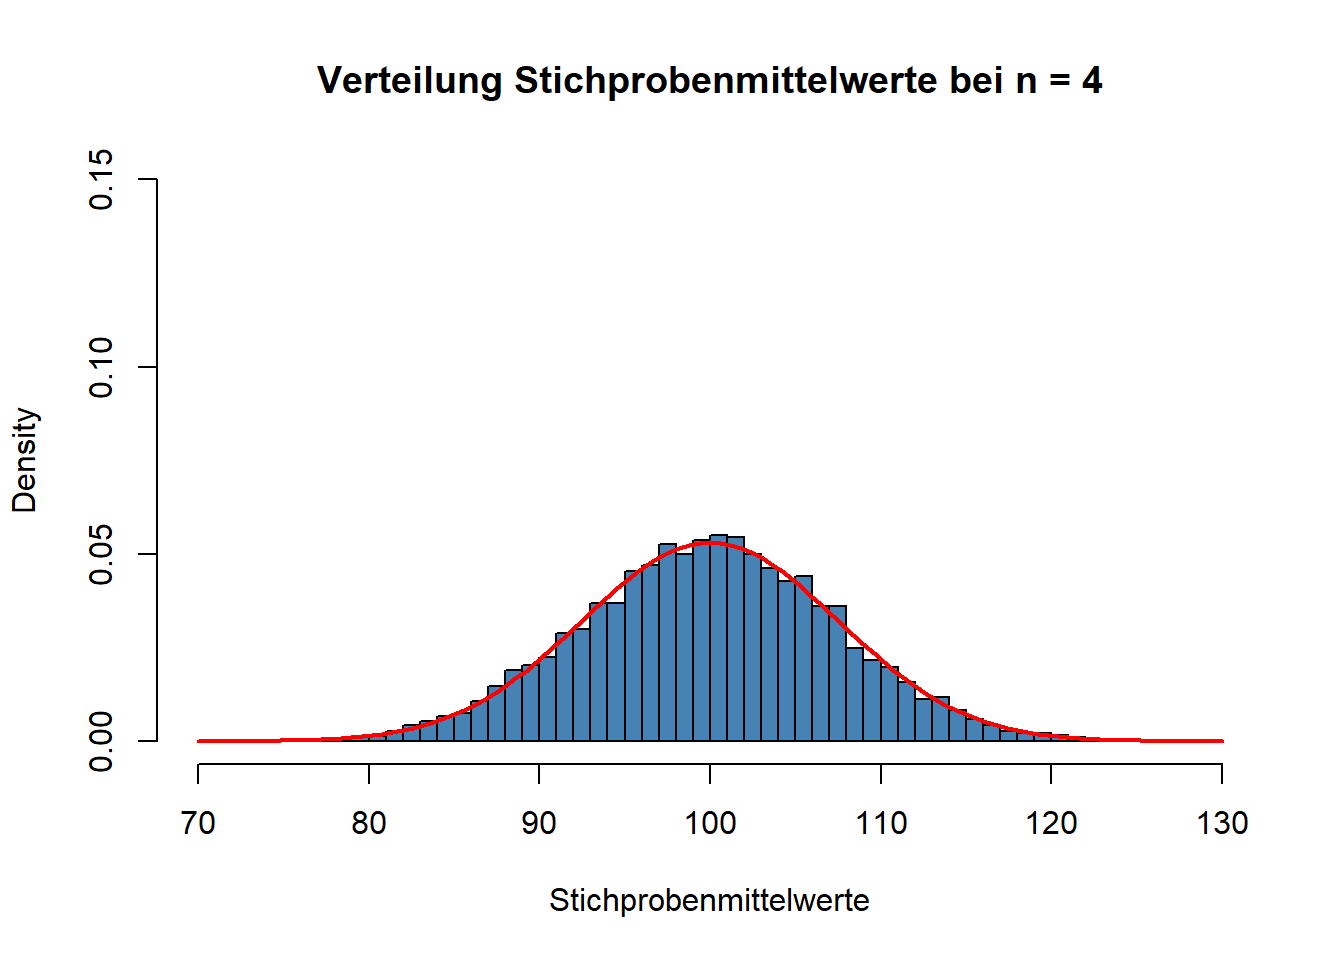 Verteilung Stichprobenmittelwerte bei n = 4
Density
0.15
0.10
0.05
0.00
70 80 90 100 110 120 130
Stichprobenmittelwerte